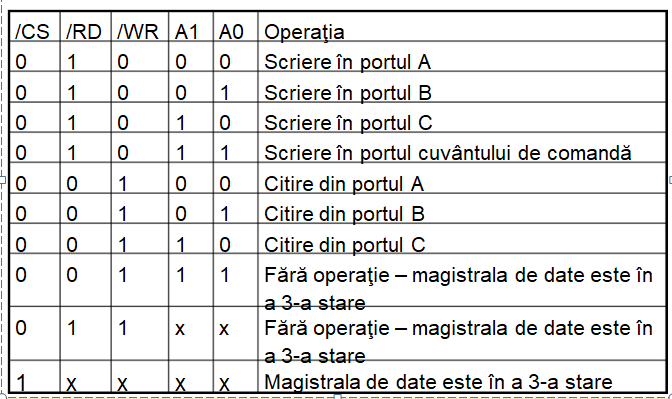 /CS /RD /WR A1 A0 Operaţia
0 1 0 0 0 Scriere în portul A
0 1 0 0 1 Scriere în portul B
0 1 0 1 0 Scriere în portul C
0 1 0 1 1 Scriere în portul cuvântului de comandă
0 0 1 0 0 Citire din portul A
0 0 1 0 1 Citire din portul B
0 0 1 1 0 Citire din portul C
0 0 1 1 1 Fără operaţie – magistrala de date este în
a 3-a stare
0 1 1 x x Fără operaţie – magistrala de date este în
a 3-a stare
1 x x x x Magistrala de date este în a 3-a stare